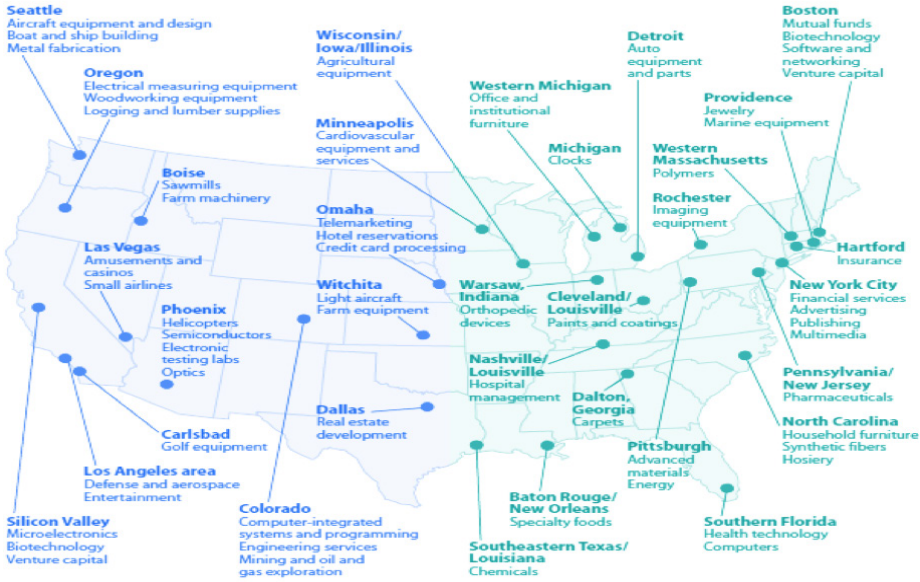 Seattle
Aircraft equipment and design
Boat and ship building
Metal fabrication
Oregon
Electrical measuring equipment
Woodworking equipment
Logging and lumber supplies
Boise
Sawmills
Farm machinery
Las Vegas
Amusements and
casinos
Small airlines
Phoenix
Helicopters
Semiconductors
Electronic
testing labs
Optics
Carlsbad
Golf equipment
Los Angeles area
Defense and aerospace
Entertainment
Silicon Valley
Microelectronics
Biotechnology
Venture capital
Colorado
Computer-integrated
systems and programming
Engineering services
Mining and oil and
gas exploration
Wisconsin/
Iowa/Illinois
Agricultural
equipment
Minneapolis
Cardiovascular
equipment and
services
Omaha
Telemarketing
Hotel reservations
Credit card processing
Witchita
Light aircraft
Farm equipment
Dallas
Real estate
development
Western Michigan
Office and
institutional
furniture
Michigan
Clocks
Detroit
Auto
equipment
and parts
Warsaw,
Indiana
Orthopedic
devices
Cleveland/
Louisville
Paints and coatings
Nashville/
Louisville
Hospital
management
Dalton,
Georgia
Carpets
Baton Rouge/
New Orleans
Specialty foods
Southeastern Texas/
Louisiana
Chemicals
Pittsburgh
Advanced
materials
Energy
Boston
Mutual funds
Biotechnology
Software and
networking
Venture capital
Providence
Jewelry
Marine equipment
Western
Massachusetts
Polymers
Rochester
Imaging
equipment
Hartford
Insurance
New York City
Financial services
Advertising
Publishing
Multimedia
Pennsylvania/
New Jersey
Pharmaceuticals
North Carolina
Household furniture
Synthetic fibers
Hosiery
Southern Florida
Health technology
Computers